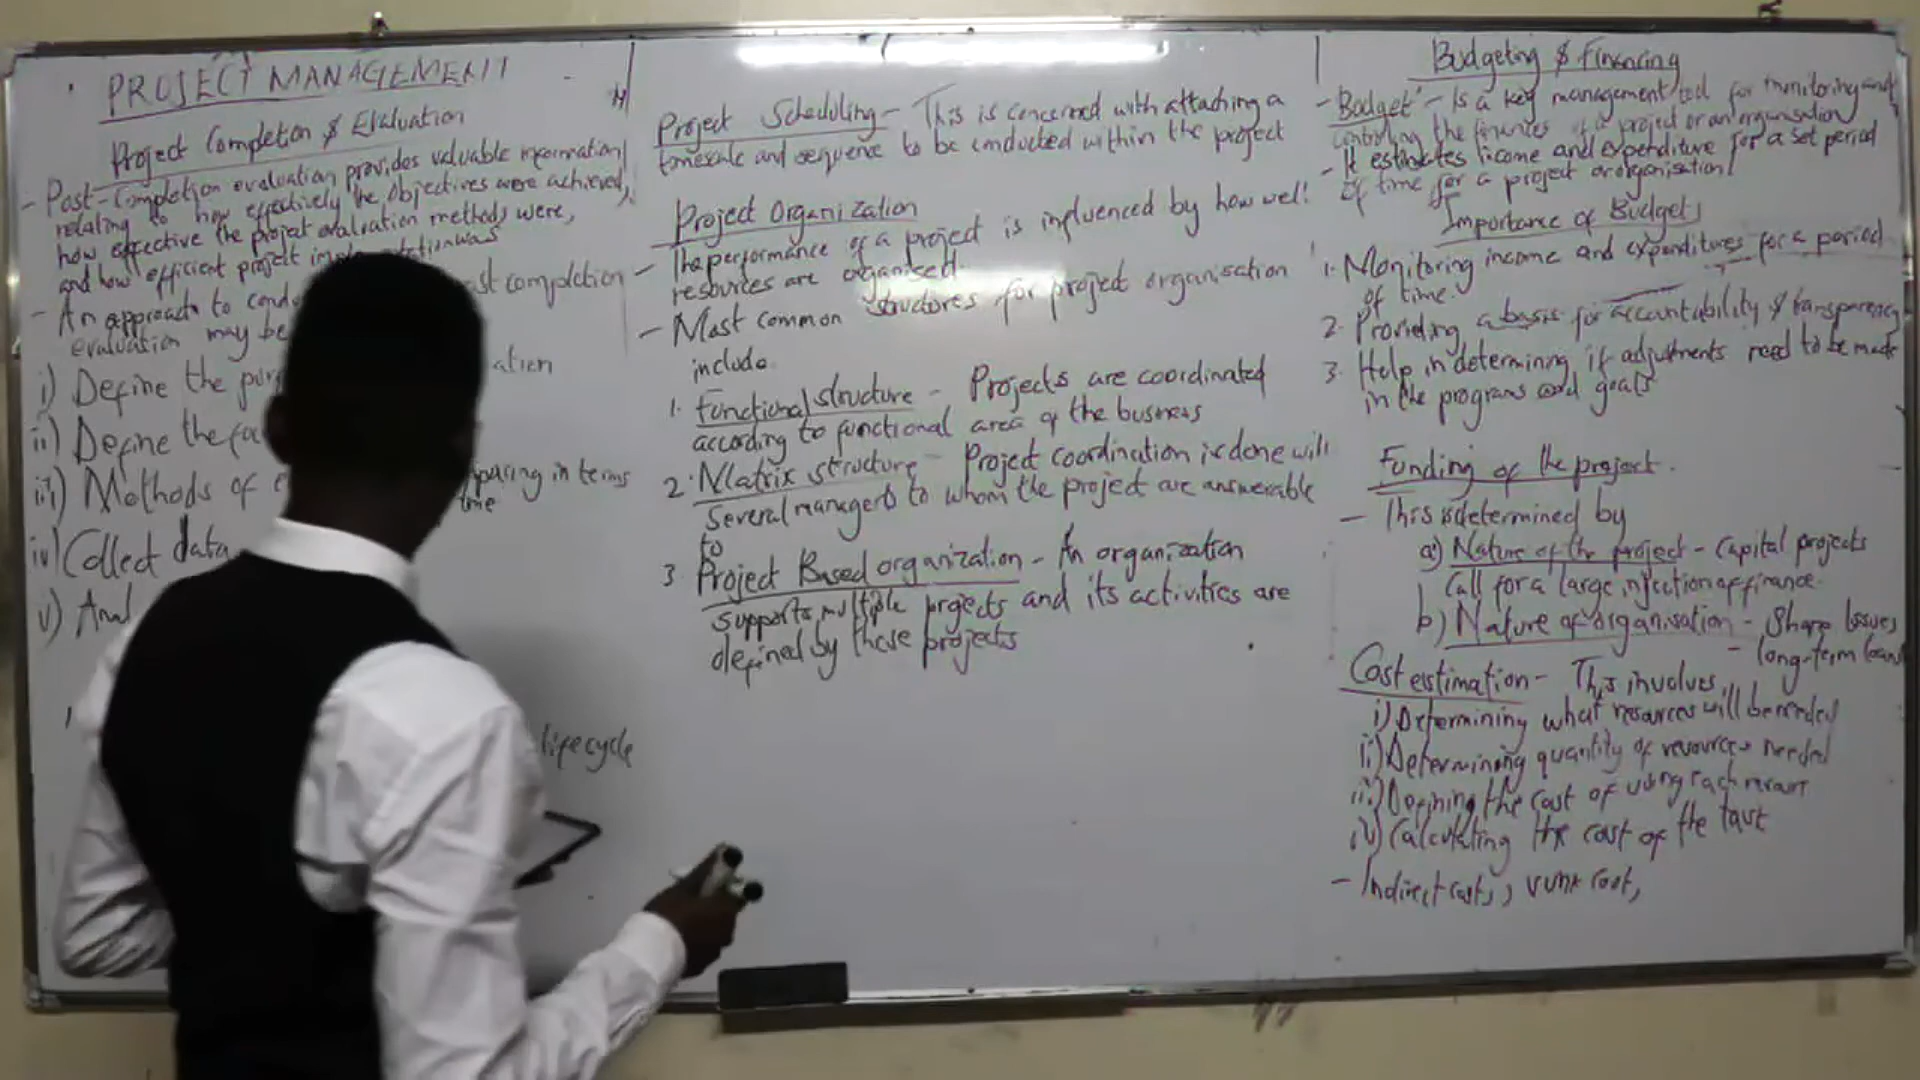 PROJECT MANAGEMENT
Project Completion & Evaluation
- Post-Completion evaluation provides valuable information
relating to how effectively the objectives were achieved,
how effective the project evaluation methods were,
and how efficient project was
- An approach to post completion
evaluation may be
i) Define the ation
ii) Define the
iii) Methods of paring in terms
time
iv) Collect data
v)
lifecycle
Project Scheduling - This is concerned with attaching a
timescale and sequence to be conducted within the project
Project Organization
- The performance of a project is influenced by how well
resources are organised.
- Most common structures for project organisation
include.
1. Functional structure - Projects are coordinated
according to functional area of the business
2. Matrix structure - Project coordination is done will
several managers to whom the project are answerable
to
3 Project Based organization - An organization
supports multiple projects and its activities are
defined by those projects
Budgeting & Financing
- Budget - Is a key management tool for monitoring and
controlling the finances of a project or an organisation
- It estimates income and expenditure for a set period
of time for a project or organisation
Importance of Budgets
1. Monitoring income and expenditures for a period
of time.
2. Providing a basis for accountability & transparency
3. Help in determining if adjustments need to be made
in the programs and goals
Funding of the project.
- This is determined by
a) Nature of the project - Capital projects
call for a large injection of finance.
b) Nature of organisation - Share Issues
- long-term loans
Cost estimation - This involves
i) Determining what resources will be needed
ii) Determining quantity of resources needed
iii) Defining the cost of using each resource
iv) Calculating the cost of the task
- Indirect costs, sunk cost,